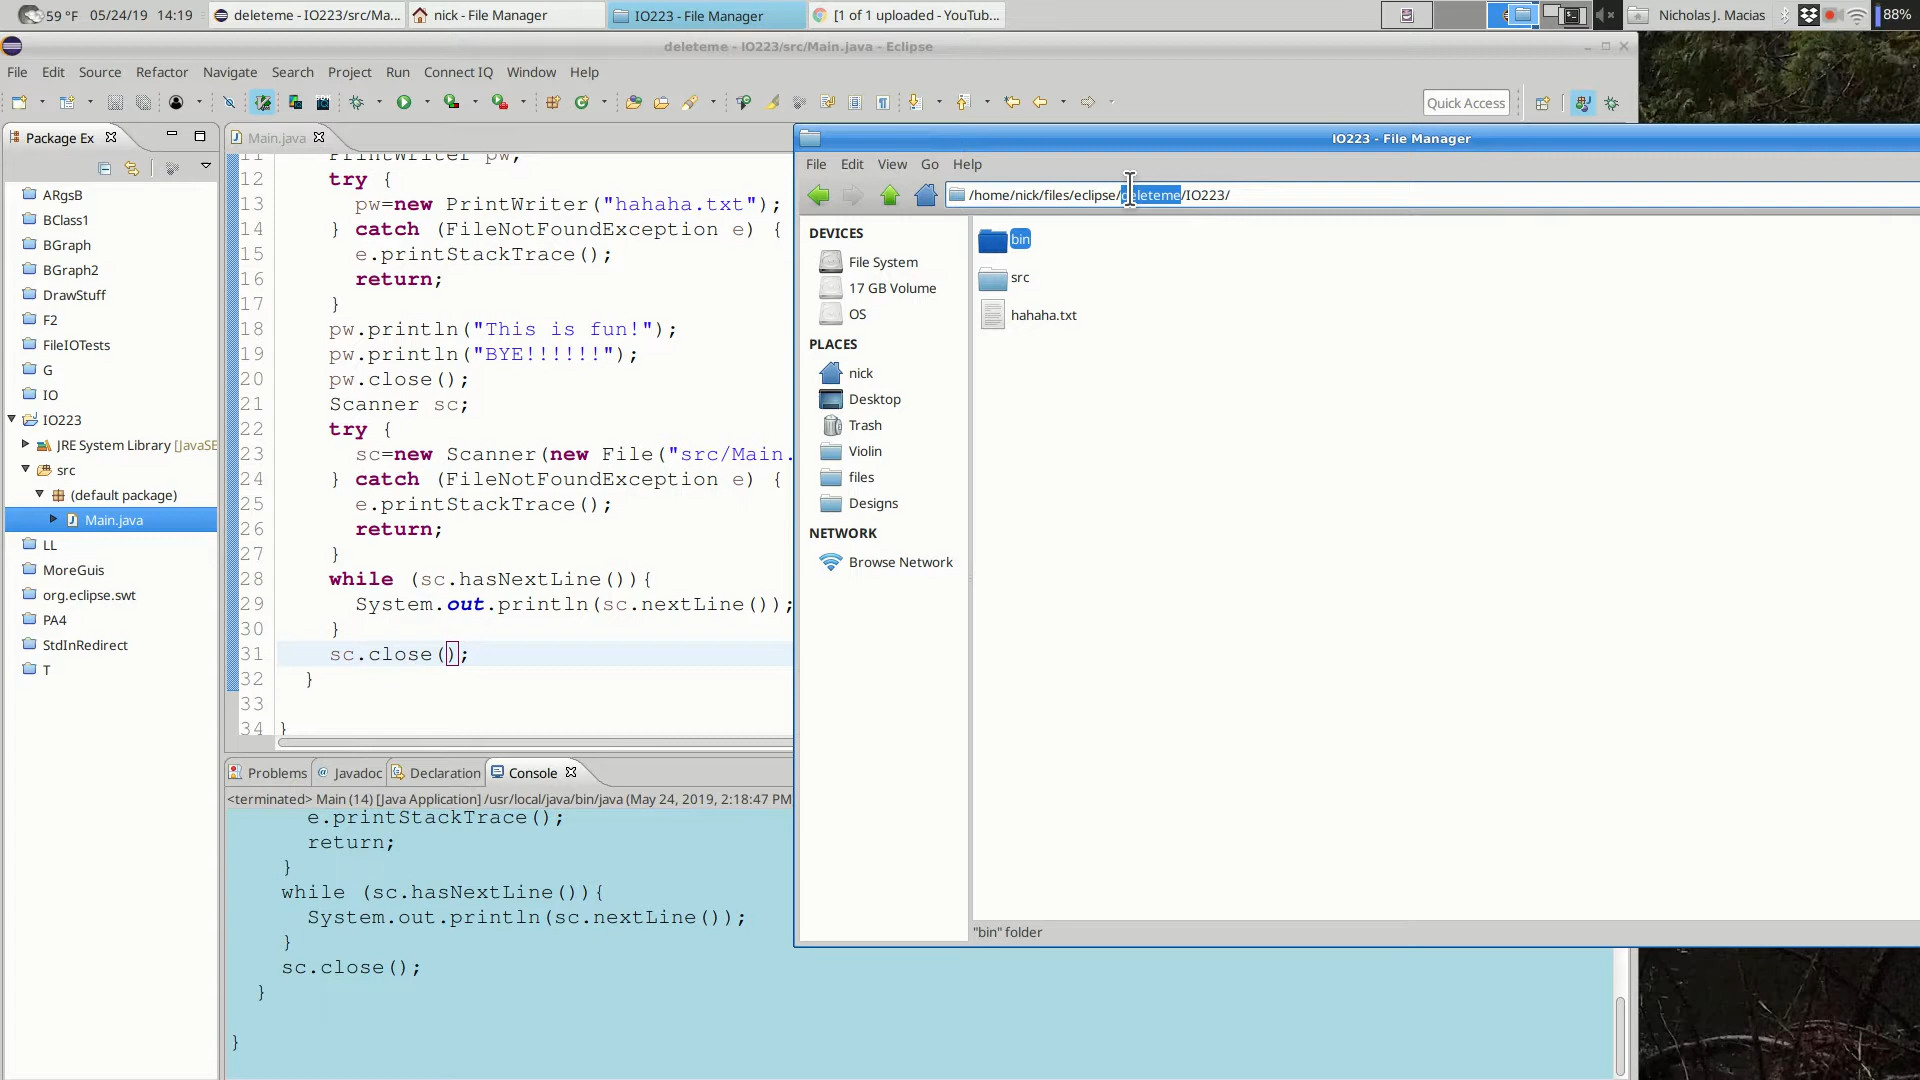 59 °F 05/24/19 14:19 deleteme - IO223/src/Ma... nick - File Manager IO223 - File Manager [1 of 1 uploaded - YouTub... Nicholas J. Macias 88%
deleteme - IO223/src/Main.java - Eclipse
File Edit Source Refactor Navigate Search Project Run Connect IQ Window Help
Quick Access
Package Ex
ARgsB
BClass1
BGraph
BGraph2
DrawStuff
F2
FileIOTests
G
IO
IO223
JRE System Library [JavaSE
src
(default package)
Main.java
LL
MoreGuis
org.eclipse.swt
PA4
StdInRedirect
T
Main.java
11 PrintWriter pw;
12 try {
13 pw=new PrintWriter("hahaha.txt");
14 } catch (FileNotFoundException e) {
15 e.printStackTrace();
16 return;
17 }
18 pw.println("This is fun!");
19 pw.println("BYE!!!!!!");
20 pw.close();
21 Scanner sc;
22 try {
23 sc=new Scanner(new File("src/Main.
24 } catch (FileNotFoundException e) {
25 e.printStackTrace();
26 return;
27 }
28 while (sc.hasNextLine()){
29 System.out.println(sc.nextLine());
30 }
31 sc.close();
32 }
33
34 }
Problems @ Javadoc Declaration Console
<terminated> Main (14) [Java Application] /usr/local/java/bin/java (May 24, 2019, 2:18:47 PM
e.printStackTrace();
return;
}
while (sc.hasNextLine()){
System.out.println(sc.nextLine());
}
sc.close();
}
}
IO223 - File Manager
File Edit View Go Help
/home/nick/files/eclipse/deleteme/IO223/
DEVICES
File System
17 GB Volume
OS
PLACES
nick
Desktop
Trash
Violin
files
Designs
NETWORK
Browse Network
bin
src
hahaha.txt
"bin" folder